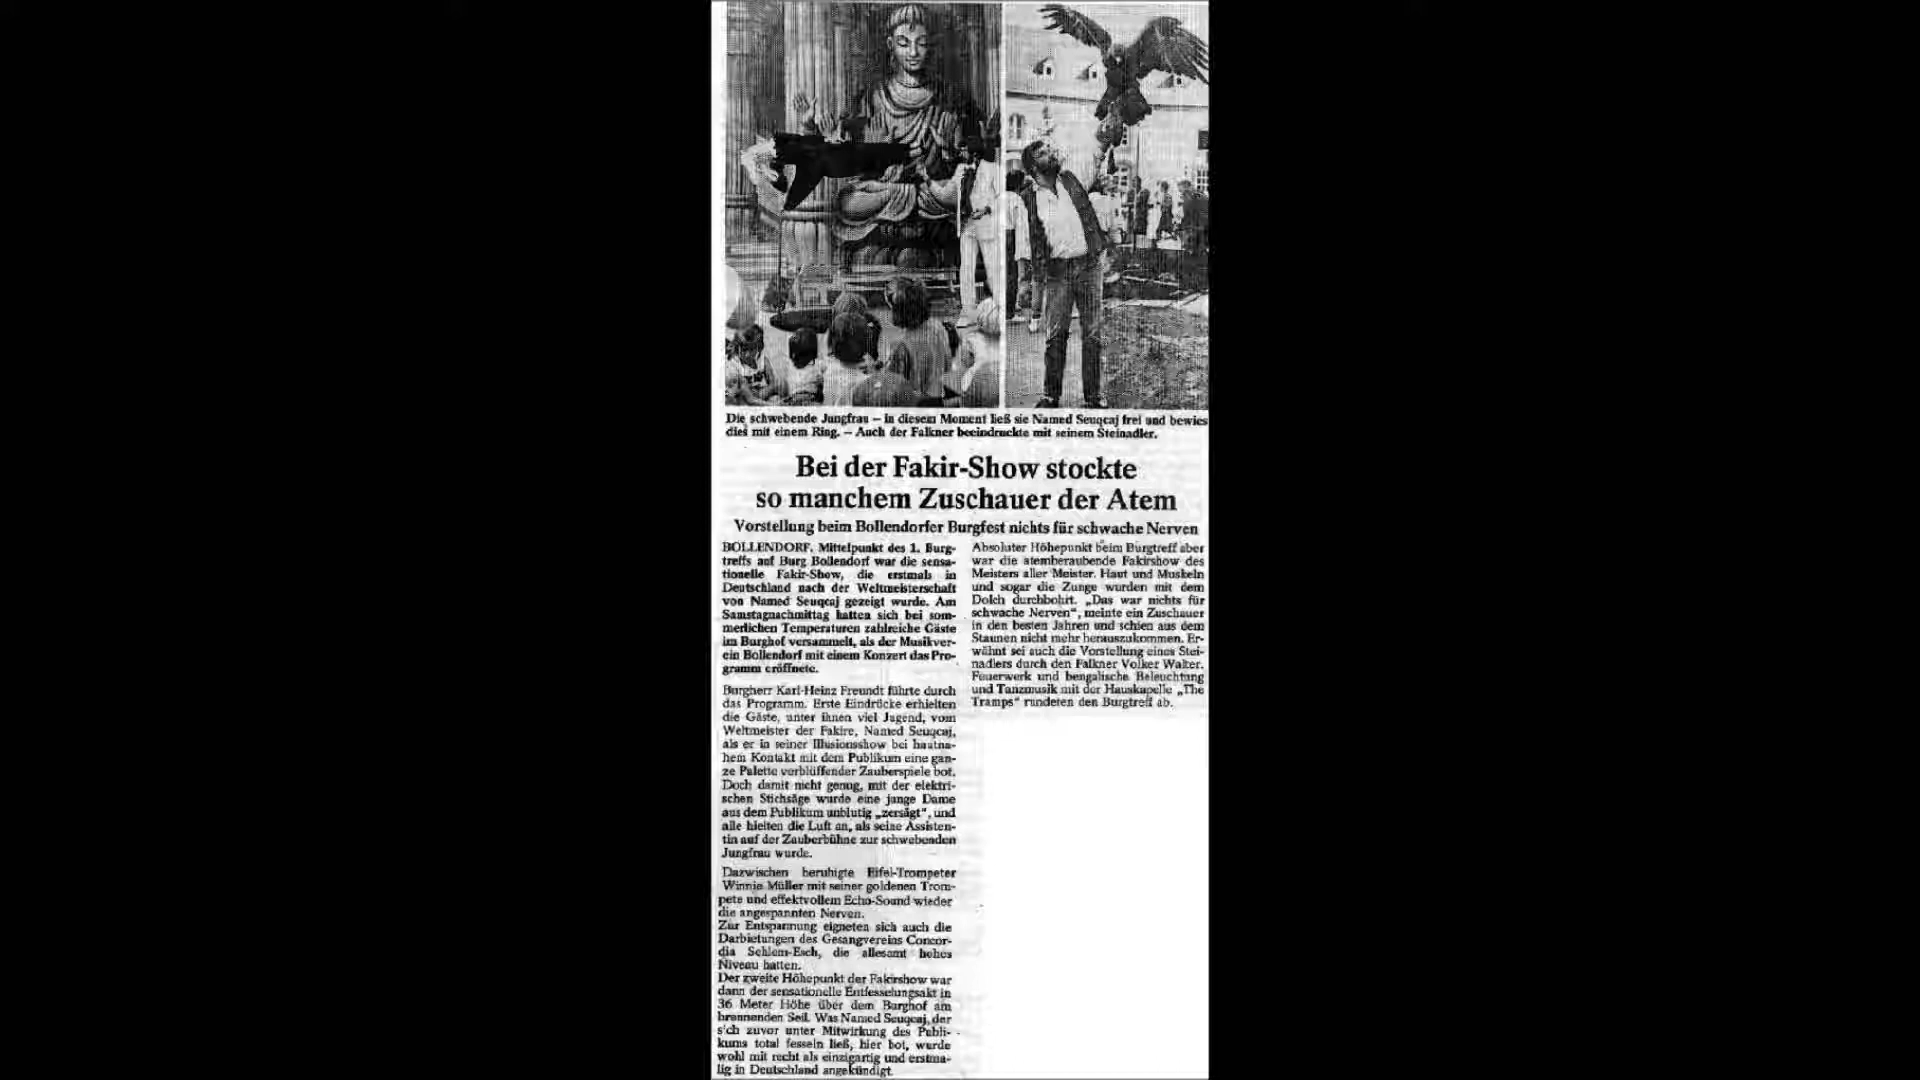 Die schwebende Jungfrau – in diesem Moment ließ sie Named Seuqcaj frei und bewies
dies mit einem Ring. – Auch der Falkner beeindruckte mit seinem Steinadler.
Bei der Fakir-Show stockte
so manchem Zuschauer der Atem
Vorstellung beim Bollendorfer Burgfest nichts für schwache Nerven
BOLLENDORF. Mittelpunkt des 1. Burg-
treffs auf Burg Bollendorf war die sensa-
tionelle Fakir-Show, die erstmals in
Deutschland nach der Weltmeisterschaft
von Named Seuqcaj gezeigt wurde. Am
Samstagnachmittag hatten sich bei som-
merlichen Temperaturen zahlreiche Gäste
im Burghof versammelt, als der Musikver-
ein Bollendorf mit einem Konzert das Pro-
gramm eröffnete.
Burgherr Karl-Heinz Freundt führte durch
das Programm. Erste Eindrücke erhielten
die Gäste, unter ihnen viel Jugend, vom
Weltmeister der Fakire, Named Seuqcaj,
als er in seiner Illusionsshow bei hautna-
hem Kontakt mit dem Publikum eine gan-
ze Palette verblüffender Zauberspiele bot.
Doch damit nicht genug, mit der elektri-
schen Stichsäge wurde eine junge Dame
aus dem Publikum unblutig „zersägt“, und
alle hielten die Luft an, als seine Assisten-
tin auf der Zauberbühne zur schwebenden
Jungfrau wurde.
Dazwischen beruhigte Eifel-Trompeter
Winnie Müller mit seiner goldenen Trom-
pete und effektvollem Echo-Sound wieder
die angespannten Nerven.
Zur Entspannung eigneten sich auch die
Darbietungen des Gesangvereins Concor-
dia Sehlem-Esch, die allesamt hohes
Niveau hatten.
Der zweite Höhepunkt der Fakirshow war
dann der sensationelle Entfesselungsakt in
36 Meter Höhe über dem Burghof am
brennenden Seil. Was Named Seuqcaj, der
sich zuvor unter Mitwirkung des Publi-
kums total fesseln ließ, hier bot, wurde
wohl mit recht als einzigartig und erstma-
lig in Deutschland angekündigt.
Absoluter Höhepunkt beim Burgtreff aber
war die atemberaubende Fakirshow des
Meisters aller Meister. Haut und Muskeln
und sogar die Zunge wurden mit dem
Dolch durchbohrt. „Das war nichts für
schwache Nerven“, meinte ein Zuschauer
in den besten Jahren und schien aus dem
Staunen nicht mehr herauszukommen. Er-
wähnt sei auch die Vorstellung eines Stei-
nadlers durch den Falkner Volker Walter.
Feuerwerk und bengalische Beleuchtung
und Tanzmusik mit der Hauskapelle „The
Tramps“ rundeten den Burgtreff ab.